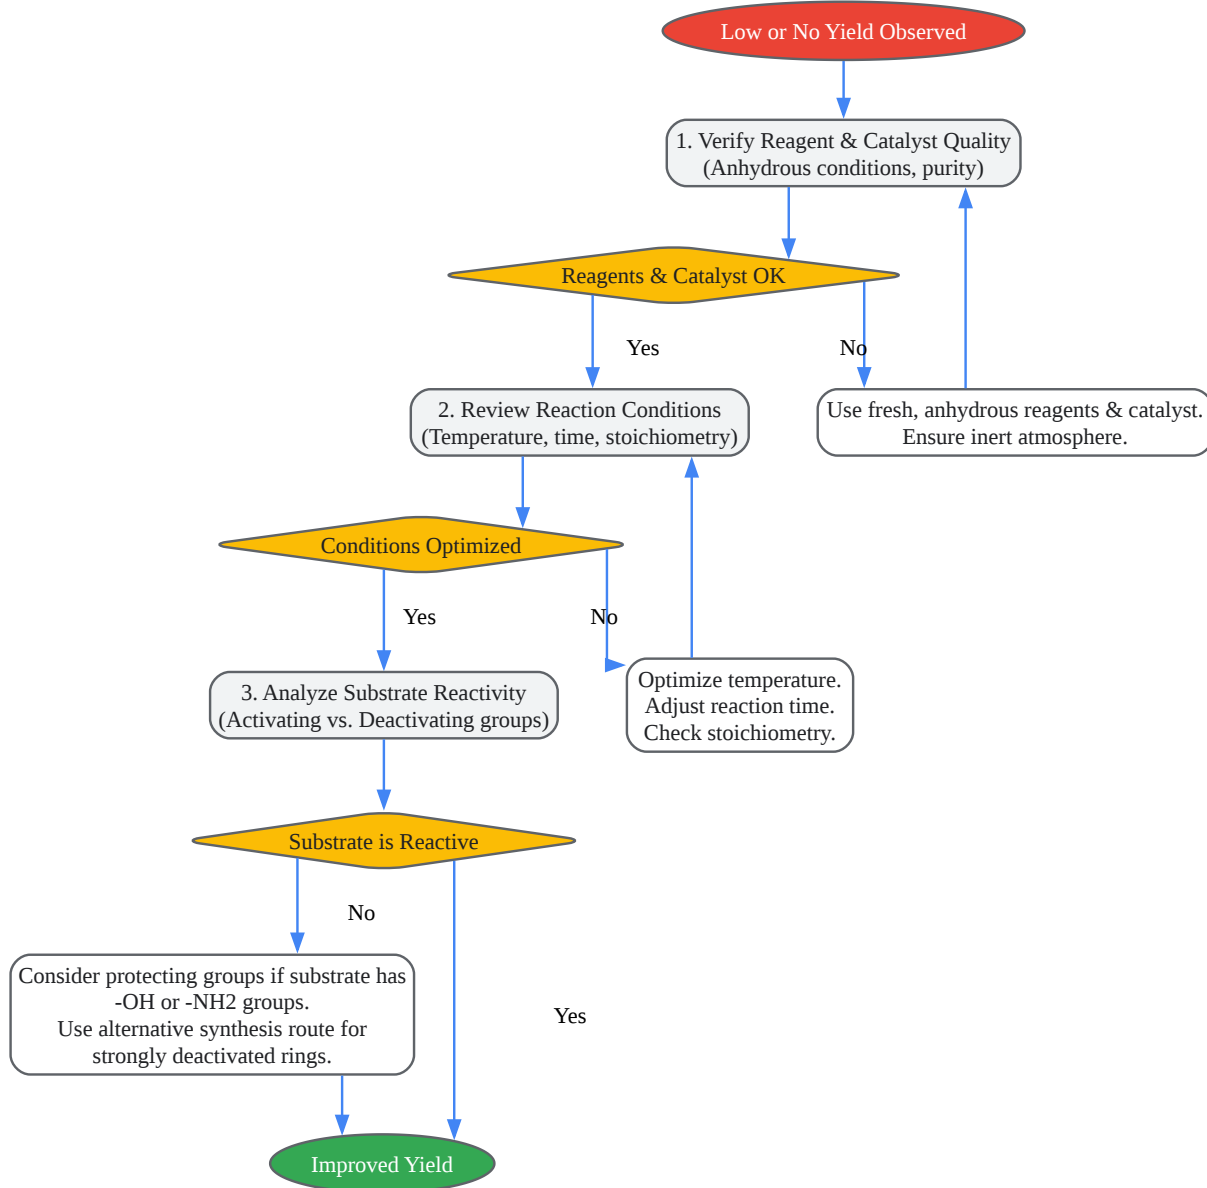 Low or No Yield Observed
1. Verify Reagent & Catalyst Quality
(Anhydrous conditions, purity)
Reagents & Catalyst OK
Yes
No
2. Review Reaction Conditions
(Temperature, time, stoichiometry)
Use fresh, anhydrous reagents & catalyst.
Ensure inert atmosphere.
Conditions Optimized
Yes
No
3. Analyze Substrate Reactivity
(Activating vs. Deactivating groups)
Optimize temperature.
Adjust reaction time.
Check stoichiometry.
Substrate is Reactive
No
Consider protecting groups if substrate has
-OH or -NH2 groups.
Use alternative synthesis route for
strongly deactivated rings.
Yes
Improved Yield